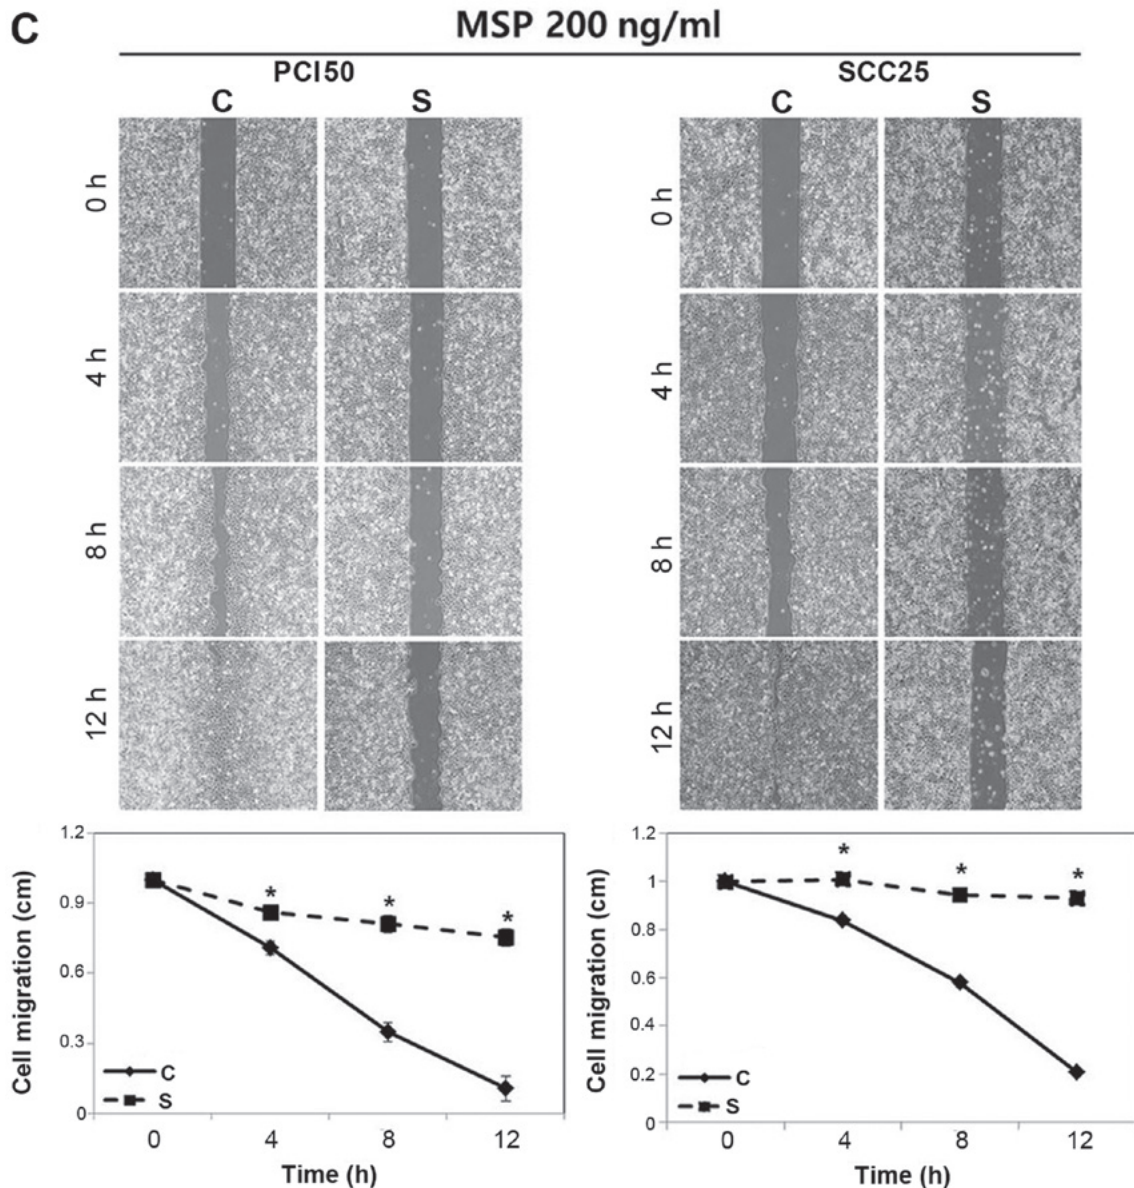 C
MSP 200 ng/ml
PCI50
SCC25
C
S
C
S
0 h
4 h
8 h
12 h
0 h
4 h
8 h
12 h
1.2
0.9
0.6
0.3
0
Cell migration (cm)
*
*
*
C
S
0
4
8
12
Time (h)
1.2
1
0.8
0.6
0.4
0.2
0
Cell migration (cm)
*
*
*
C
S
0
4
8
12
Time (h)